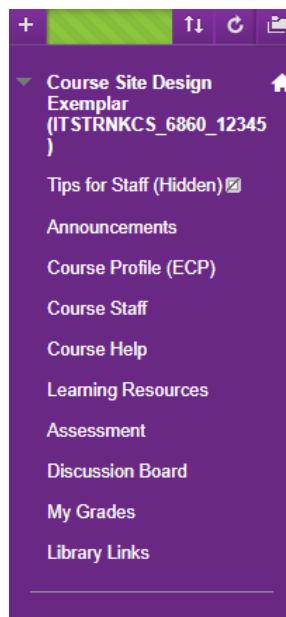 Course Site Design
Exemplar
(ITSTRNKCS_6860_12345
)
Tips for Staff (Hidden)
Announcements
Course Profile (ECP)
Course Staff
Course Help
Learning Resources
Assessment
Discussion Board
My Grades
Library Links